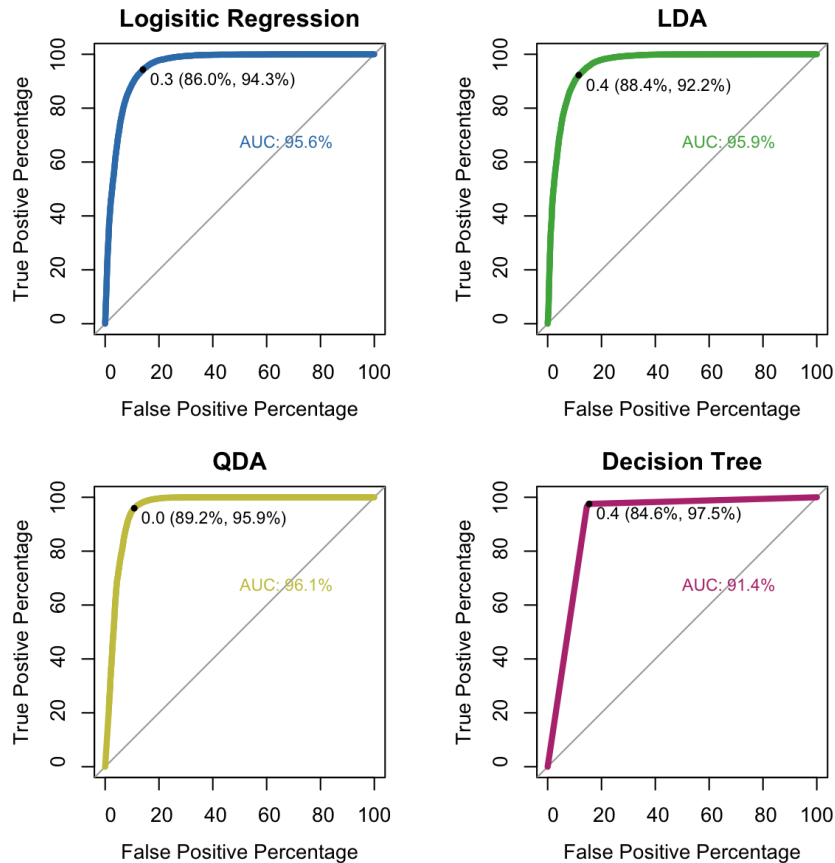 Logisitic Regression
100
80
60
40
20
0
True Postive Percentage
0.3 (86.0%, 94.3%)
AUC: 95.6%
0 20 40 60 80 100
False Positive Percentage
LDA
100
80
60
40
20
0
True Postive Percentage
0.4 (88.4%, 92.2%)
AUC: 95.9%
0 20 40 60 80 100
False Positive Percentage
QDA
100
80
60
40
20
0
True Postive Percentage
0.0 (89.2%, 95.9%)
AUC: 96.1%
0 20 40 60 80 100
False Positive Percentage
Decision Tree
100
80
60
40
20
0
True Postive Percentage
0.4 (84.6%, 97.5%)
AUC: 91.4%
0 20 40 60 80 100
False Positive Percentage